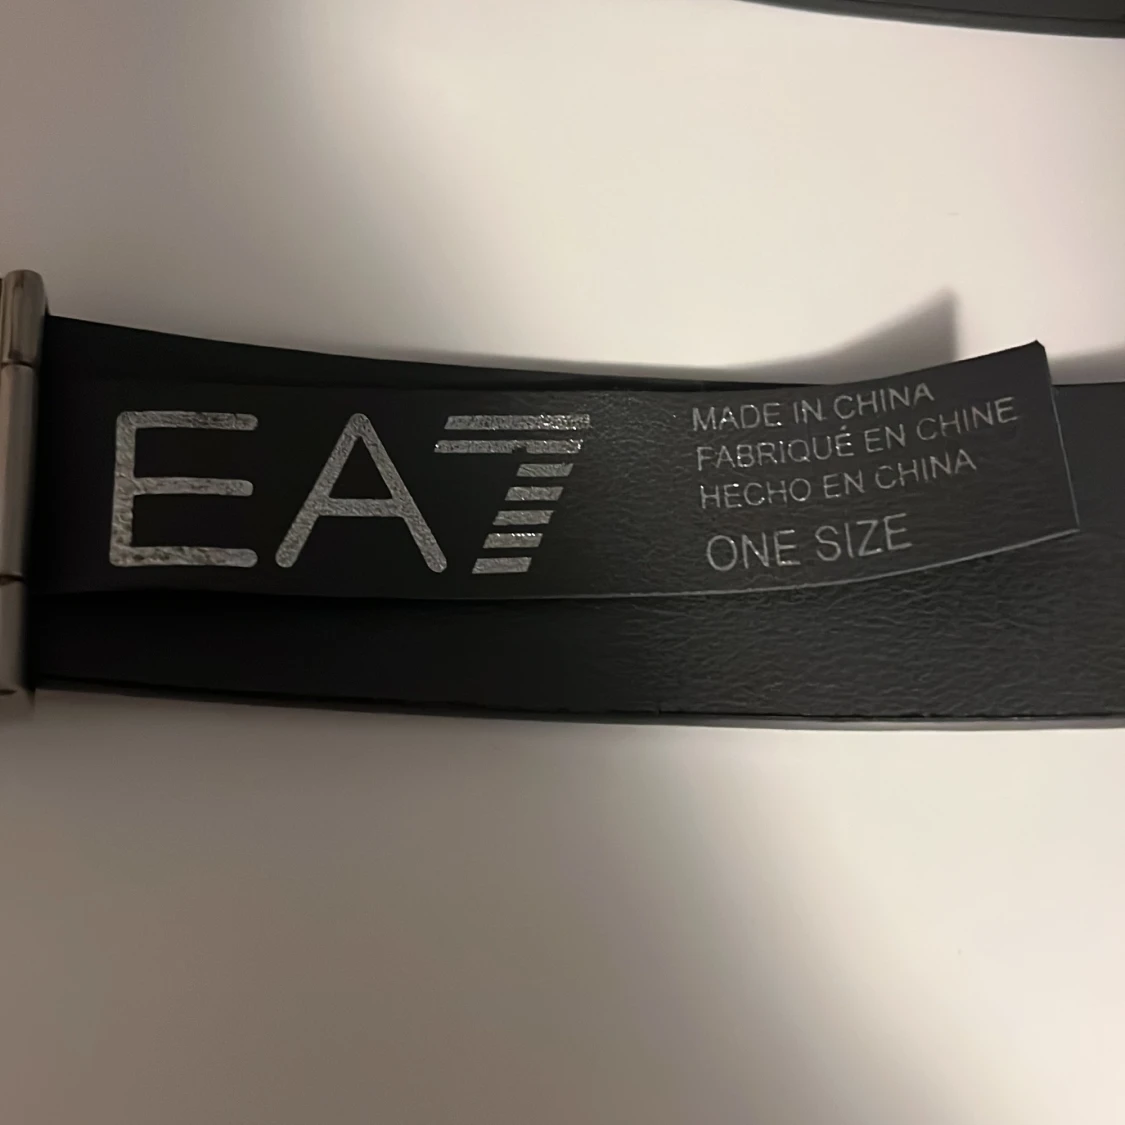 EA7
MADE IN CHINA
FABRIQUÉ EN CHINE
HECHO EN CHINA
ONE SIZE